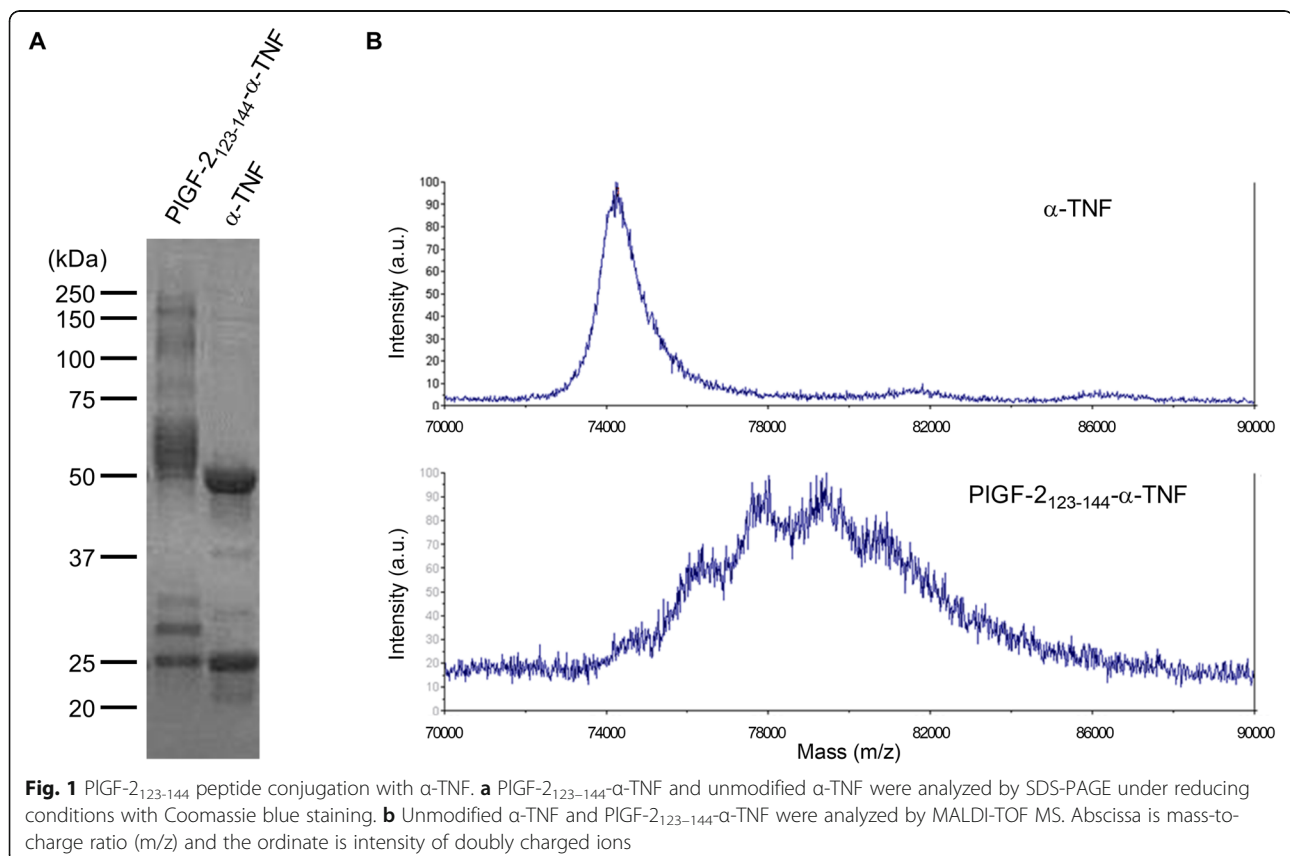 A
B
PlGF-2123-144-α-TNF
α-TNF
(kDa)
250
150
100
75
50
37
25
20
α-TNF
Intensity (a.u.)
100
90
80
70
60
50
40
30
20
10
0
70000 74000 78000 82000 86000 90000
PlGF-2123-144-α-TNF
Intensity (a.u.)
100
90
80
70
60
50
40
30
20
10
0
70000 74000 78000 82000 86000 90000
Mass (m/z)
Fig. 1 PlGF-2123-144 peptide conjugation with α-TNF. a PlGF-2123–144-α-TNF and unmodified α-TNF were analyzed by SDS-PAGE under reducing
conditions with Coomassie blue staining. b Unmodified α-TNF and PlGF-2123–144-α-TNF were analyzed by MALDI-TOF MS. Abscissa is mass-to-
charge ratio (m/z) and the ordinate is intensity of doubly charged ions